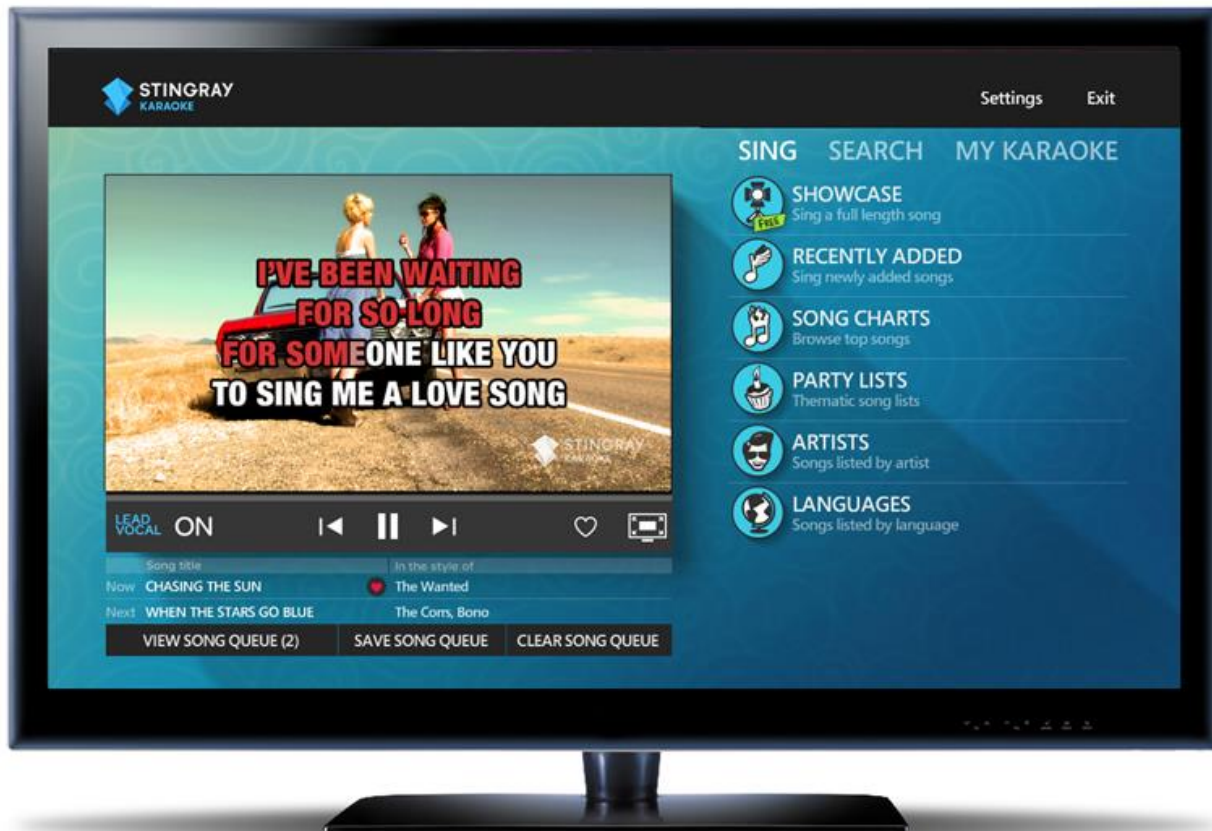 STINGRAY
KARAOKE
Settings Exit
SING SEARCH MY KARAOKE
I'VE BEEN WAITING
FOR SO LONG
FOR SOMEONE LIKE YOU
TO SING ME A LOVE SONG
STINGRAY
KARAOKE
LEAD
VOCAL ON
Song title In the style of
Now CHASING THE SUN The Wanted
Next WHEN THE STARS GO BLUE The Corrs, Bono
VIEW SONG QUEUE (2) SAVE SONG QUEUE CLEAR SONG QUEUE
SHOWCASE
Sing a full length song
FREE
RECENTLY ADDED
Sing newly added songs
SONG CHARTS
Browse top songs
PARTY LISTS
Thematic song lists
ARTISTS
Songs listed by artist
LANGUAGES
Songs listed by language